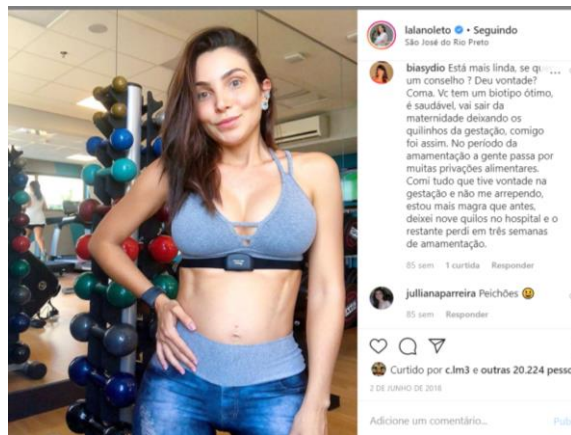 lalanoleto • Seguindo
São José do Rio Preto
biasydio Está mais linda, se
um conselho ? Deu vontade?
Coma. Vc tem um biotipo ótimo,
é saudável, vai sair da
maternidade deixando os
quilinhos da gestação, comigo
foi assim. No período da
amamentação a gente passa por
muitas privações alimentares.
Comi tudo que tive vontade na
gestação e não me arrependo,
estou mais magra que antes,
deixei nove quilos no hospital e o
restante perdi em três semanas
de amamentação.
85 sem 1 curtida Responder
jullianaparreira Peichões 😢
85 sem Responder
Curtido por c.lm3 e outras 20.224 pesso
2 DE JUNHO DE 2018
Adicione um comentário... Pub